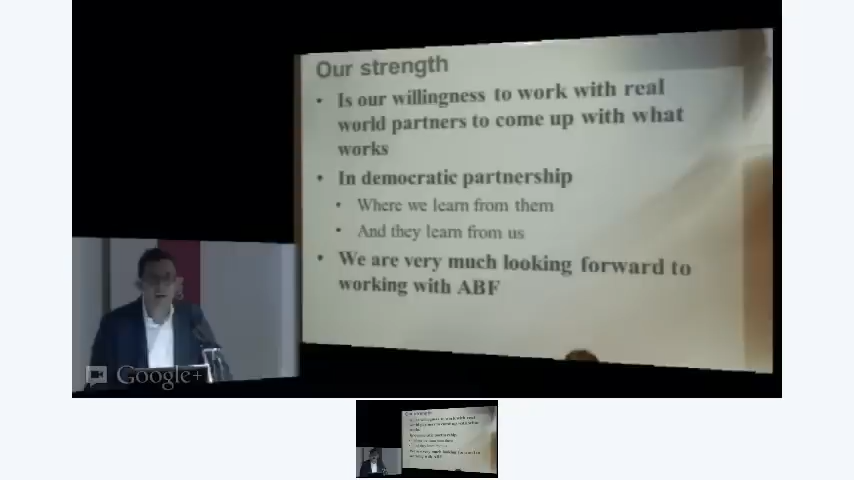 Our strength
• Is our willingness to work with real
world partners to come up with what
works
• In democratic partnership
• Where we learn from them
• And they learn from us
• We are very much looking forward to
working with ABF
Google+